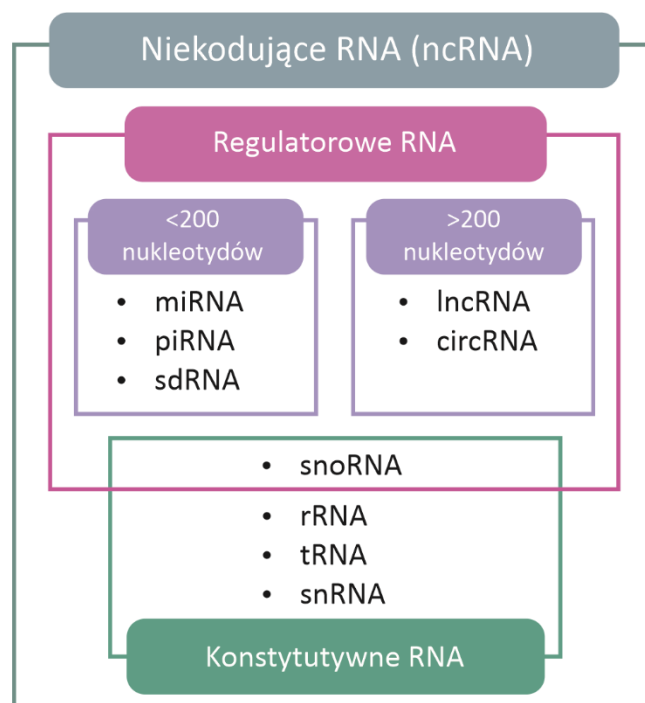 Niekodujące RNA (ncRNA)
Regulatorowe RNA
<200
nukleotydów
• miRNA
• piRNA
• sdRNA
>200
nukleotydów
• lncRNA
• circRNA
• snoRNA
• rRNA
• tRNA
• snRNA
Konstytutywne RNA